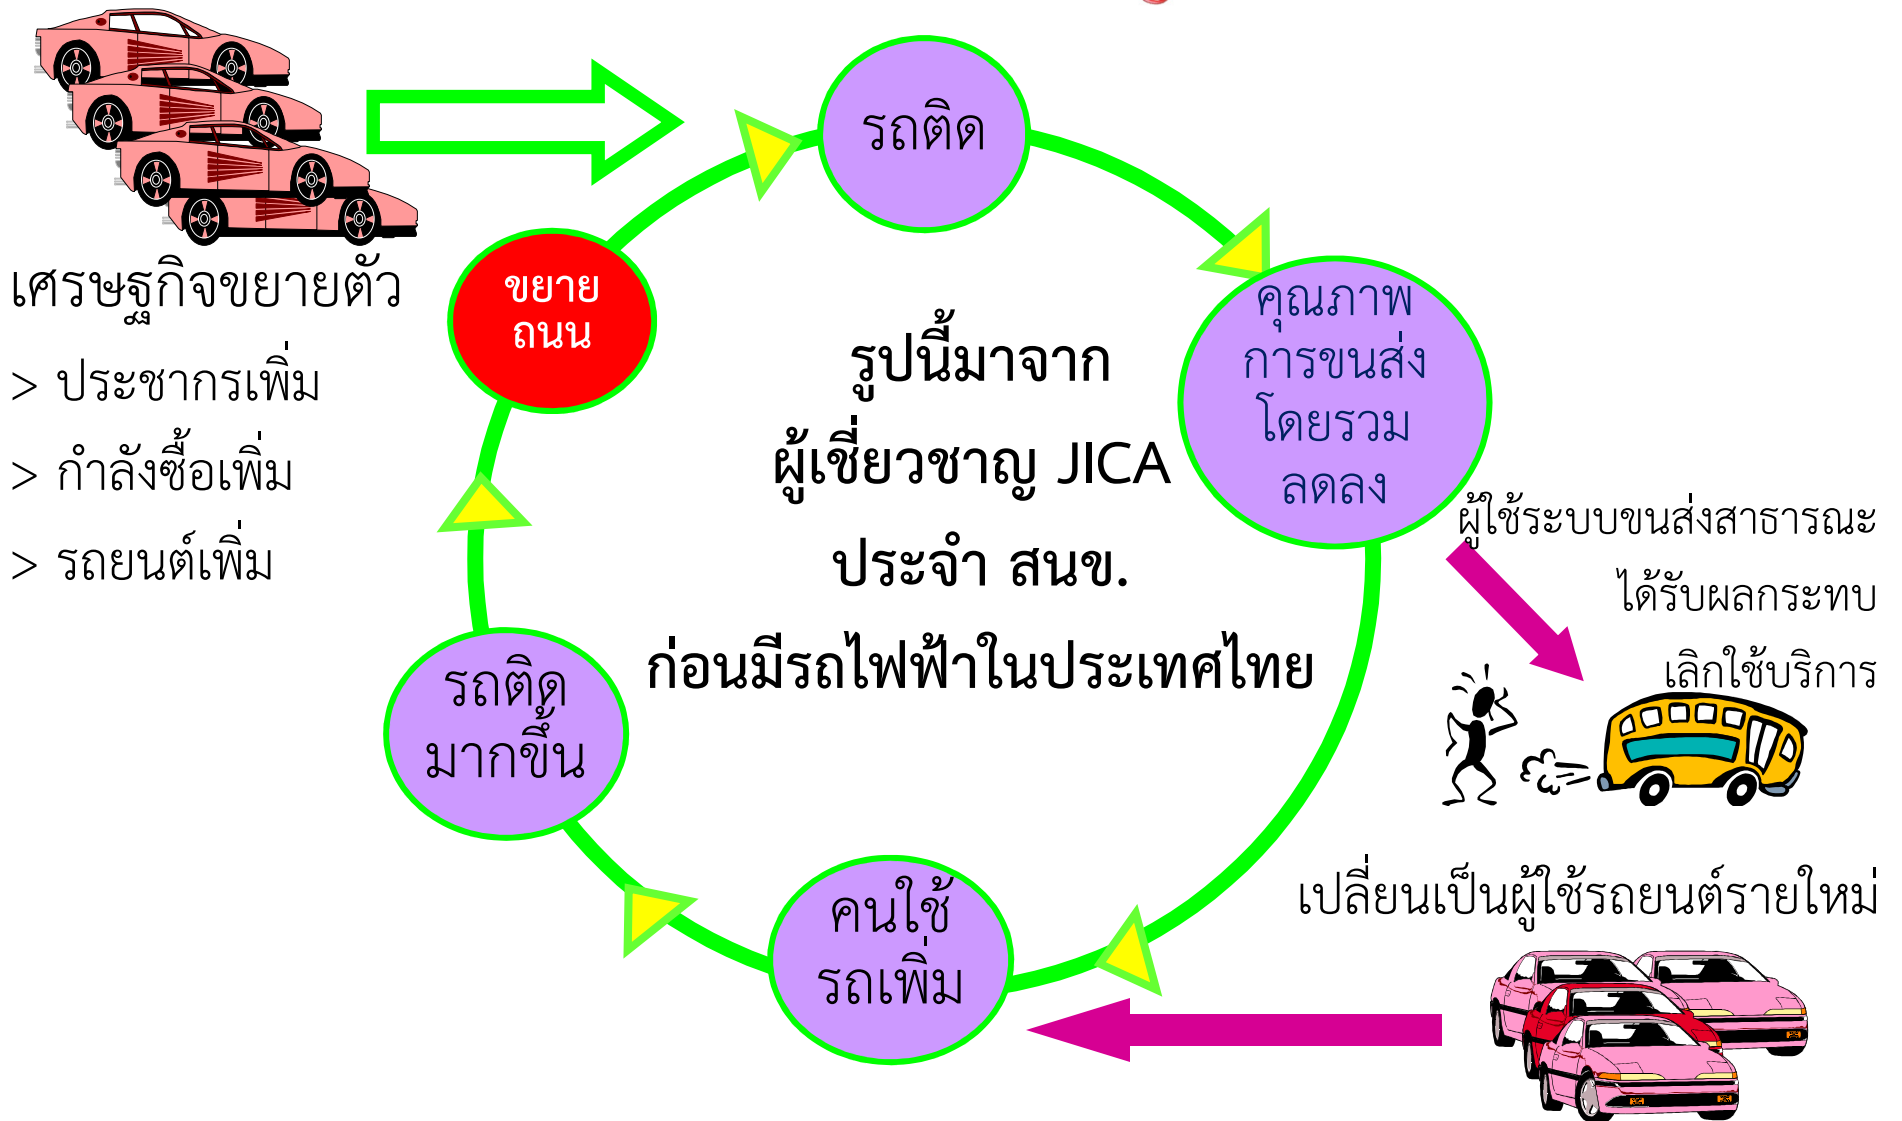 เศรษฐกิจขยายตัว
> ประชากรเพิ่ม
> กำลังซื้อเพิ่ม
> รถยนต์เพิ่ม
รถติด
คุณภาพ
การขนส่ง
โดยรวม
ลดลง
ผู้ใช้ระบบขนส่งสาธารณะ
ได้รับผลกระทบ
เลิกใช้บริการ
เปลี่ยนเป็นผู้ใช้รถยนต์รายใหม่
คนใช้
รถเพิ่ม
รถติด
มากขึ้น
ขยาย
ถนน
รูปนี้มาจาก
ผู้เชี่ยวชาญ JICA
ประจำ สนข.
ก่อนมีรถไฟฟ้าในประเทศไทย